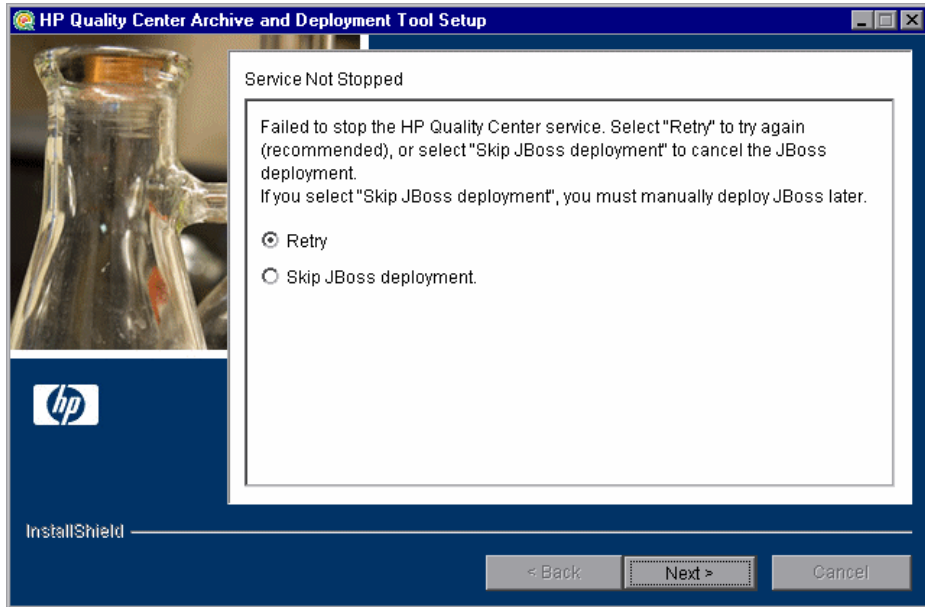 HP Quality Center Archive and Deployment Tool Setup
Service Not Stopped
Failed to stop the HP Quality Center service. Select "Retry" to try again
(recommended), or select "Skip JBoss deployment" to cancel the JBoss
deployment.
If you select "Skip JBoss deployment", you must manually deploy JBoss later.
Retry
Skip JBoss deployment.
hp
InstallShield
< Back
Next >
Cancel